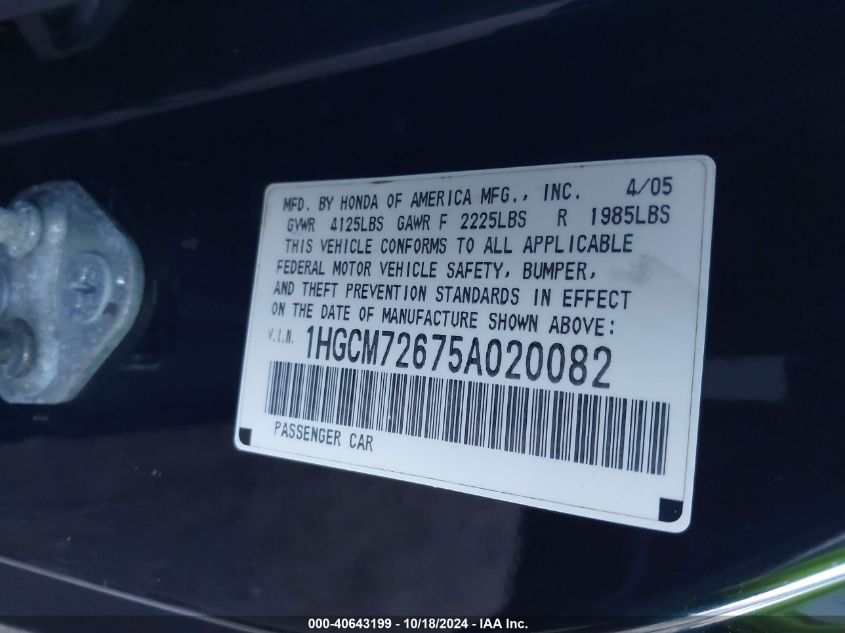 MFD. BY HONDA OF AMERICA MFG., INC. 4/05
GVWR 4125LBS GAWR F 2225LBS R 1985LBS
THIS VEHICLE CONFORMS TO ALL APPLICABLE
FEDERAL MOTOR VEHICLE SAFETY, BUMPER,
AND THEFT PREVENTION STANDARDS IN EFFECT
ON THE DATE OF MANUFACTURE SHOWN ABOVE:
V.I.N. 1HGCM72675A020082
PASSENGER CAR
000-40643199 - 10/18/2024 - IAA Inc.